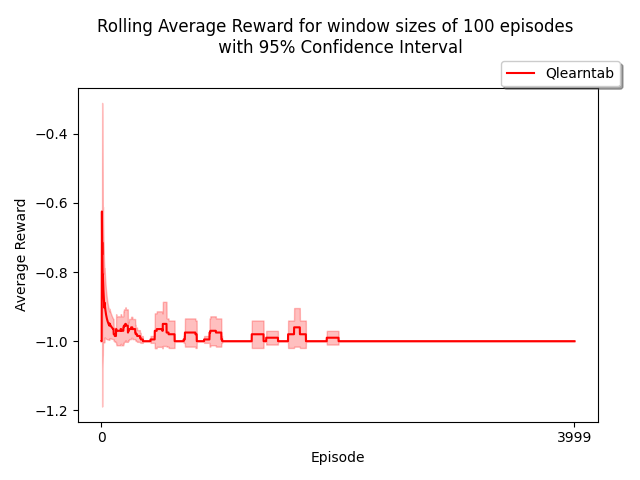 Rolling Average Reward for window sizes of 100 episodes
with 95% Confidence Interval
Qlearntab
−0.4
−0.6
−0.8
−1.0
−1.2
Average Reward
0
3999
Episode